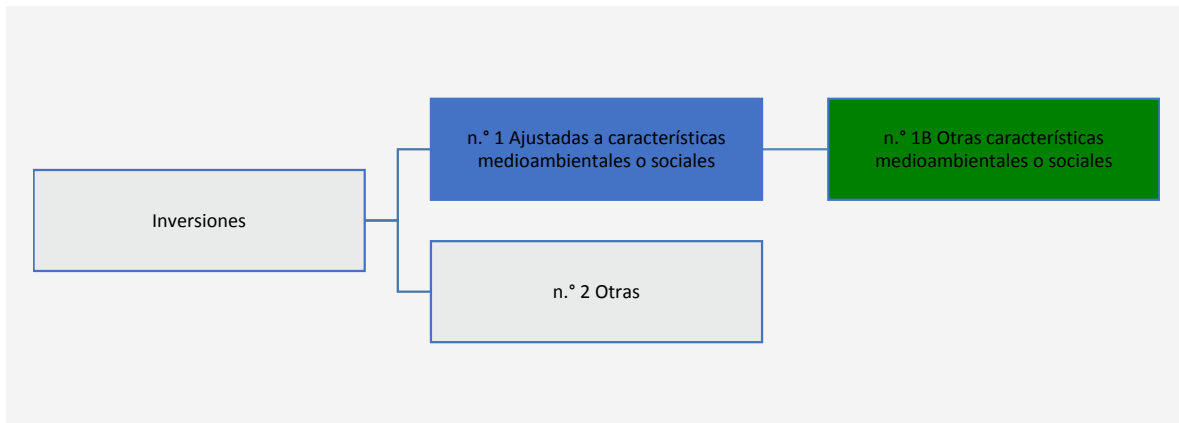 n.° 1 Ajustadas a características
medioambientales o sociales
n.° 1B Otras características
medioambientales o sociales
Inversiones
n.° 2 Otras